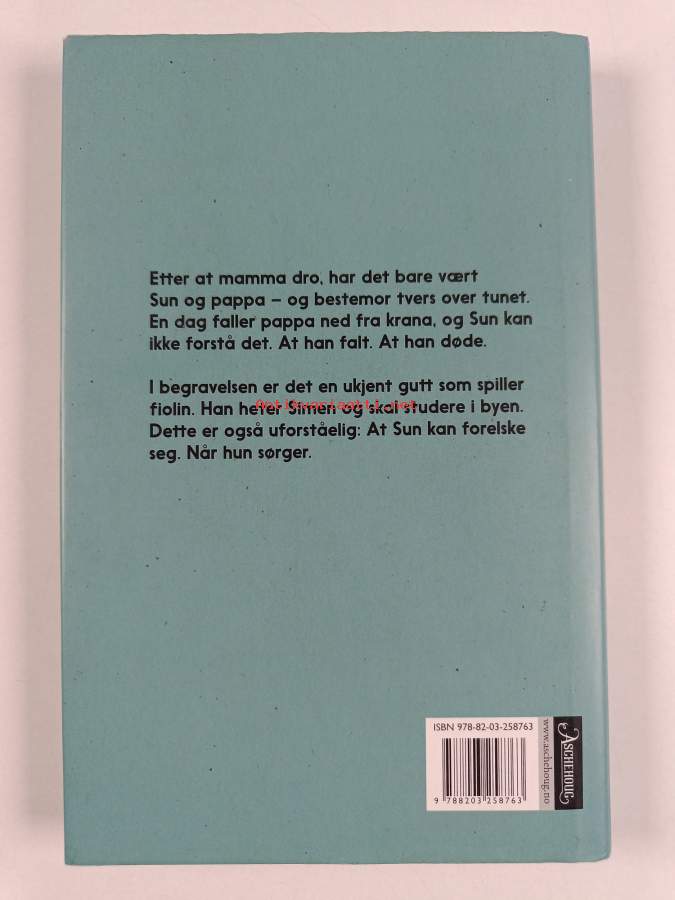 Etter at mamma dro, har det bare vært
Sun og pappa – og bestemor tvers over tunet.
En dag faller pappa ned fra krana, og Sun kan
ikke forstå det. At han falt. At han døde.
I begravelsen er det en ukjent gutt som spiller
fiolin. Han heter Simen og skal studere i byen.
Antikvariaatti.net
Dette er også uforståelig: At Sun kan forelske
seg. Når hun sørger.
ISBN 978-82-03-258763
9 788203 258763
www.aschehoug.no
ASCHEHOUG